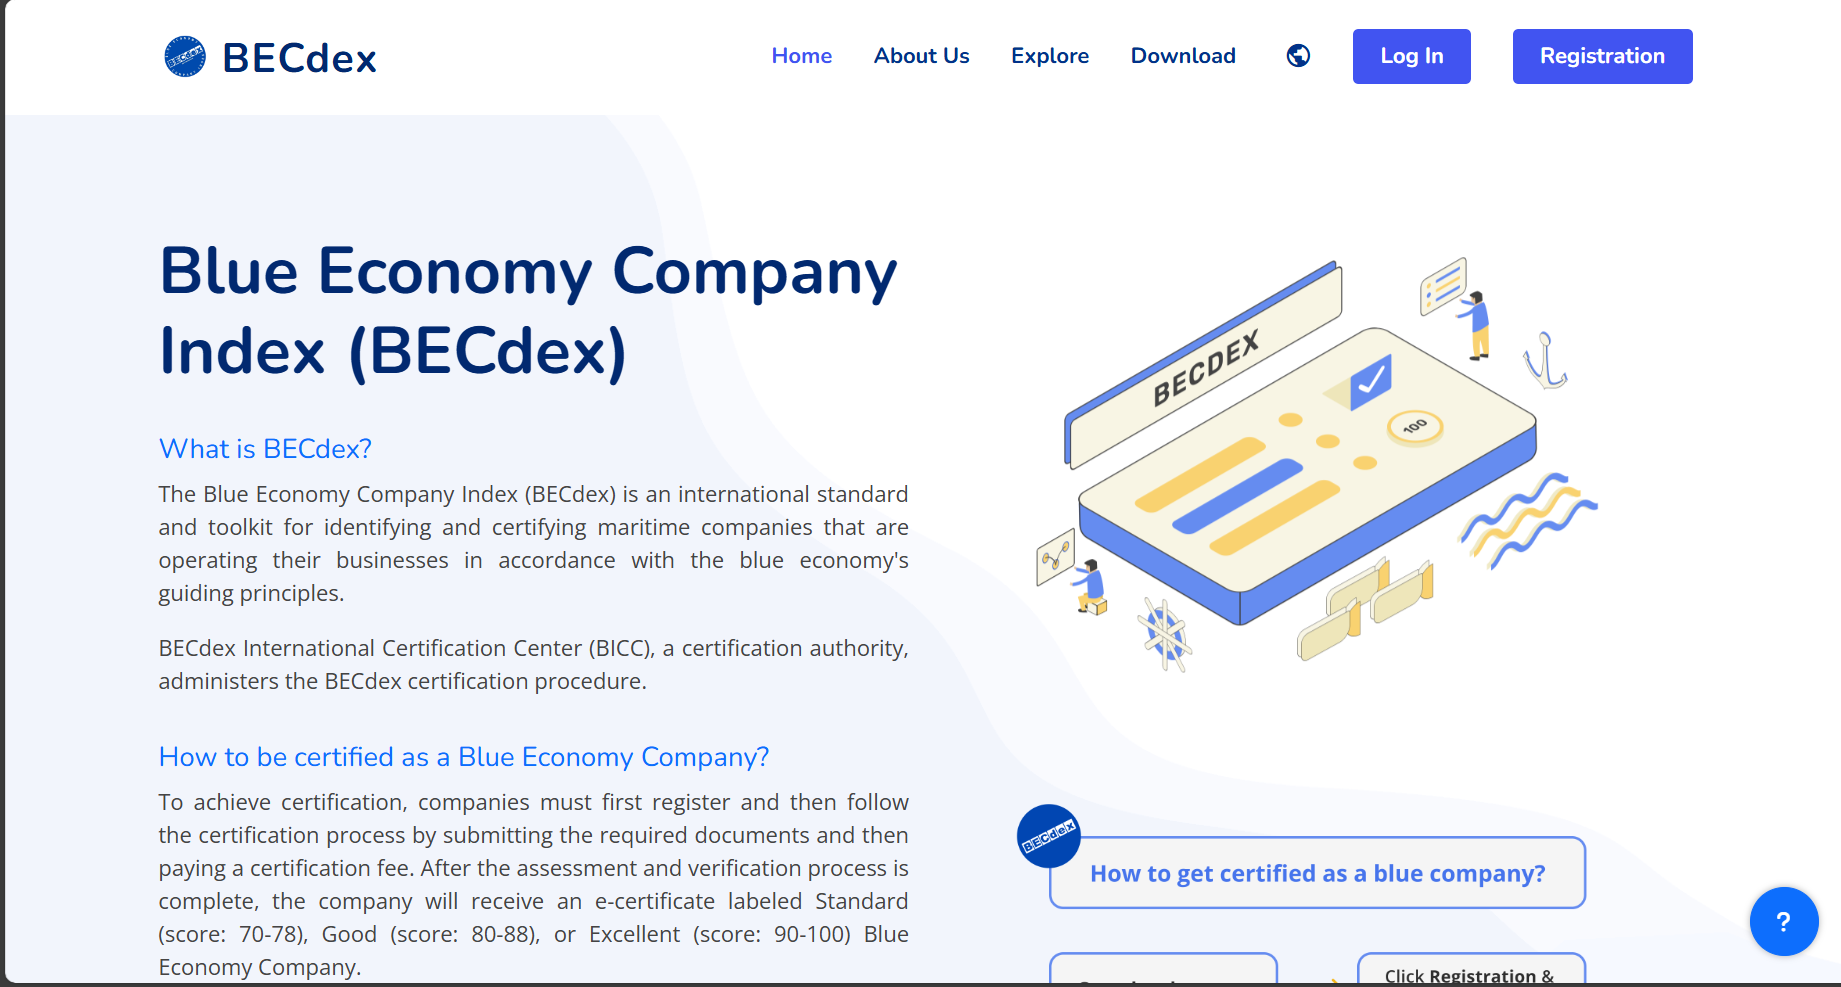 BECdex
BECdex
Home
About Us
Explore
Download
Log In
Registration
Blue Economy Company
Index (BECdex)
What is BECdex?
The Blue Economy Company Index (BECdex) is an international standard
and toolkit for identifying and certifying maritime companies that are
operating their businesses in accordance with the blue economy's
guiding principles.
BECdex International Certification Center (BICC), a certification authority,
administers the BECdex certification procedure.
How to be certified as a Blue Economy Company?
To achieve certification, companies must first register and then follow
the certification process by submitting the required documents and then
paying a certification fee. After the assessment and verification process is
complete, the company will receive an e-certificate labeled Standard
(score: 70-78), Good (score: 80-88), or Excellent (score: 90-100) Blue
Economy Company.
BECDEX
100
BECdex
How to get certified as a blue company?
Click Registration &
?